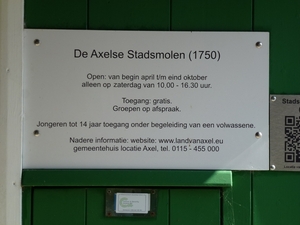 De Axelse Stadsmolen (1750)
Open: van begin april t/m eind oktober
alleen op zaterdag van 10.00 - 16.30 uur.
Toegang: gratis.
Groepen op afspraak.
Jongeren tot 14 jaar toegang onder begeleiding van een volwassene.
Nadere informatie: website: www.landvanaxel.eu
gemeentehuis locatie Axel, tel. 0115 - 455 000
Stads